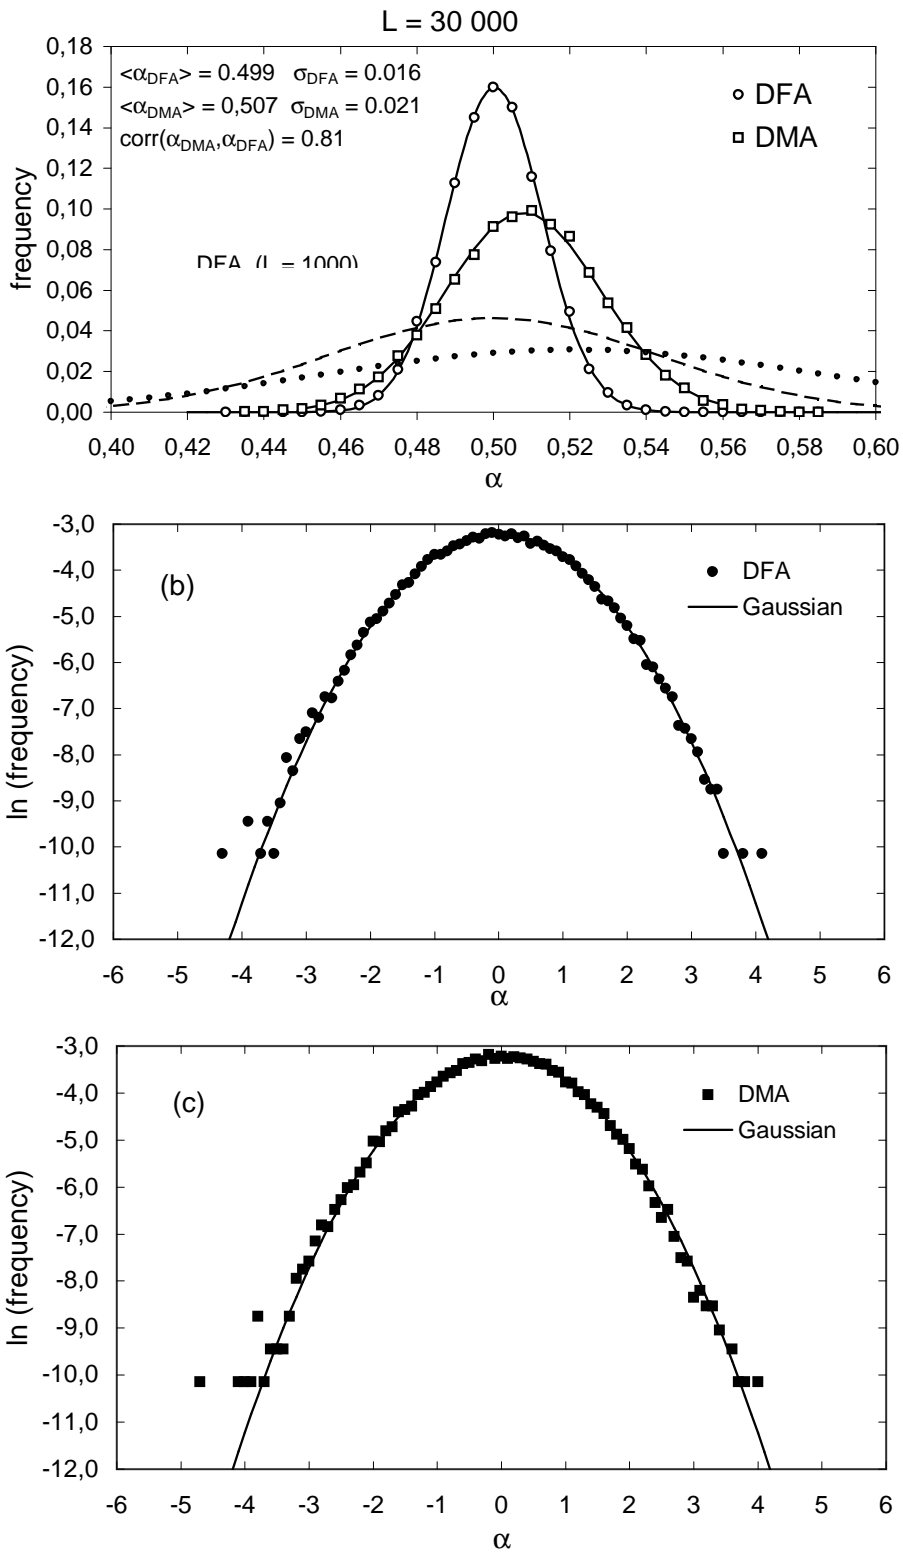 L = 30 000
<αDFA> = 0.499 σDFA = 0.016
<αDMA> = 0,507 σDMA = 0.021
corr(αDMA,αDFA) = 0.81
DFA
DMA
DFA (L = 1000)
frequency
0,18
0,16
0,14
0,12
0,10
0,08
0,06
0,04
0,02
0,00
0,40 0,42 0,44 0,46 0,48 0,50 0,52 0,54 0,56 0,58 0,60
α
(b)
DFA
Gaussian
ln (frequency)
-3,0
-4,0
-5,0
-6,0
-7,0
-8,0
-9,0
-10,0
-11,0
-12,0
-6 -5 -4 -3 -2 -1 0 1 2 3 4 5 6
α
(c)
DMA
Gaussian
ln (frequency)
-3,0
-4,0
-5,0
-6,0
-7,0
-8,0
-9,0
-10,0
-11,0
-12,0
-6 -5 -4 -3 -2 -1 0 1 2 3 4 5 6
α